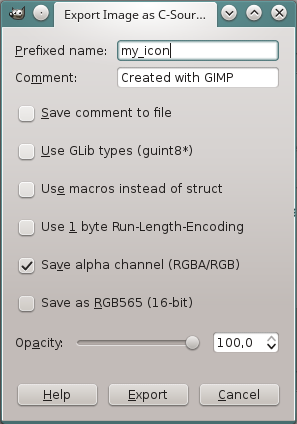 Export Image as C-Sour...
Prefixed name: my_icon
Comment: Created with GIMP
Save comment to file
Use GLib types (guint8*)
Use macros instead of struct
Use 1 byte Run-Length-Encoding
Save alpha channel (RGBA/RGB)
Save as RGB565 (16-bit)
Opacity: 100,0
Help Export Cancel